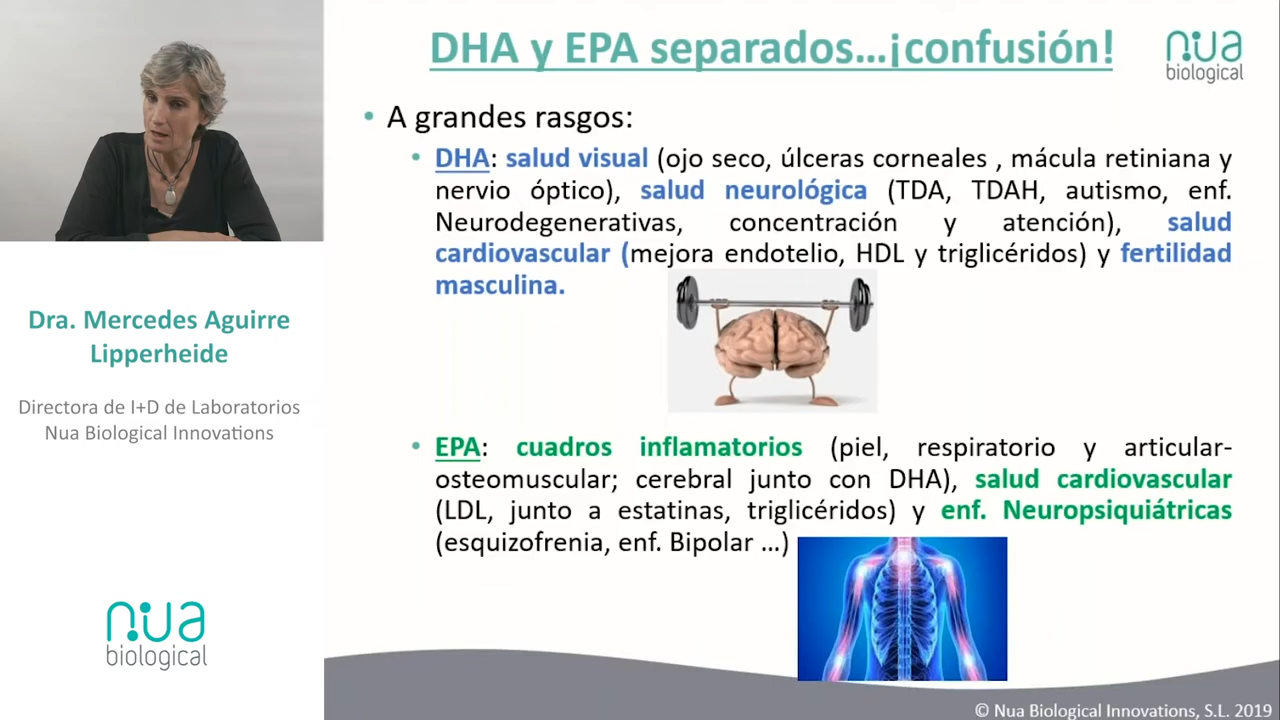 DHA y EPA separados...¡confusión!
nua
biological
• A grandes rasgos:
• DHA: salud visual (ojo seco, úlceras corneales , mácula retiniana y
nervio óptico), salud neurológica (TDA, TDAH, autismo, enf.
Neurodegenerativas, concentración y atención), salud
cardiovascular (mejora endotelio, HDL y triglicéridos) y fertilidad
masculina.
Dra. Mercedes Aguirre
Lipperheide
Directora de I+D de Laboratorios
Nua Biological Innovations
• EPA: cuadros inflamatorios (piel, respiratorio y articular-
osteomuscular; cerebral junto con DHA), salud cardiovascular
(LDL, junto a estatinas, triglicéridos) y enf. Neuropsiquiátricas
(esquizofrenia, enf. Bipolar ...)
nua
biological
© Nua Biological Innovations, S.L. 2019